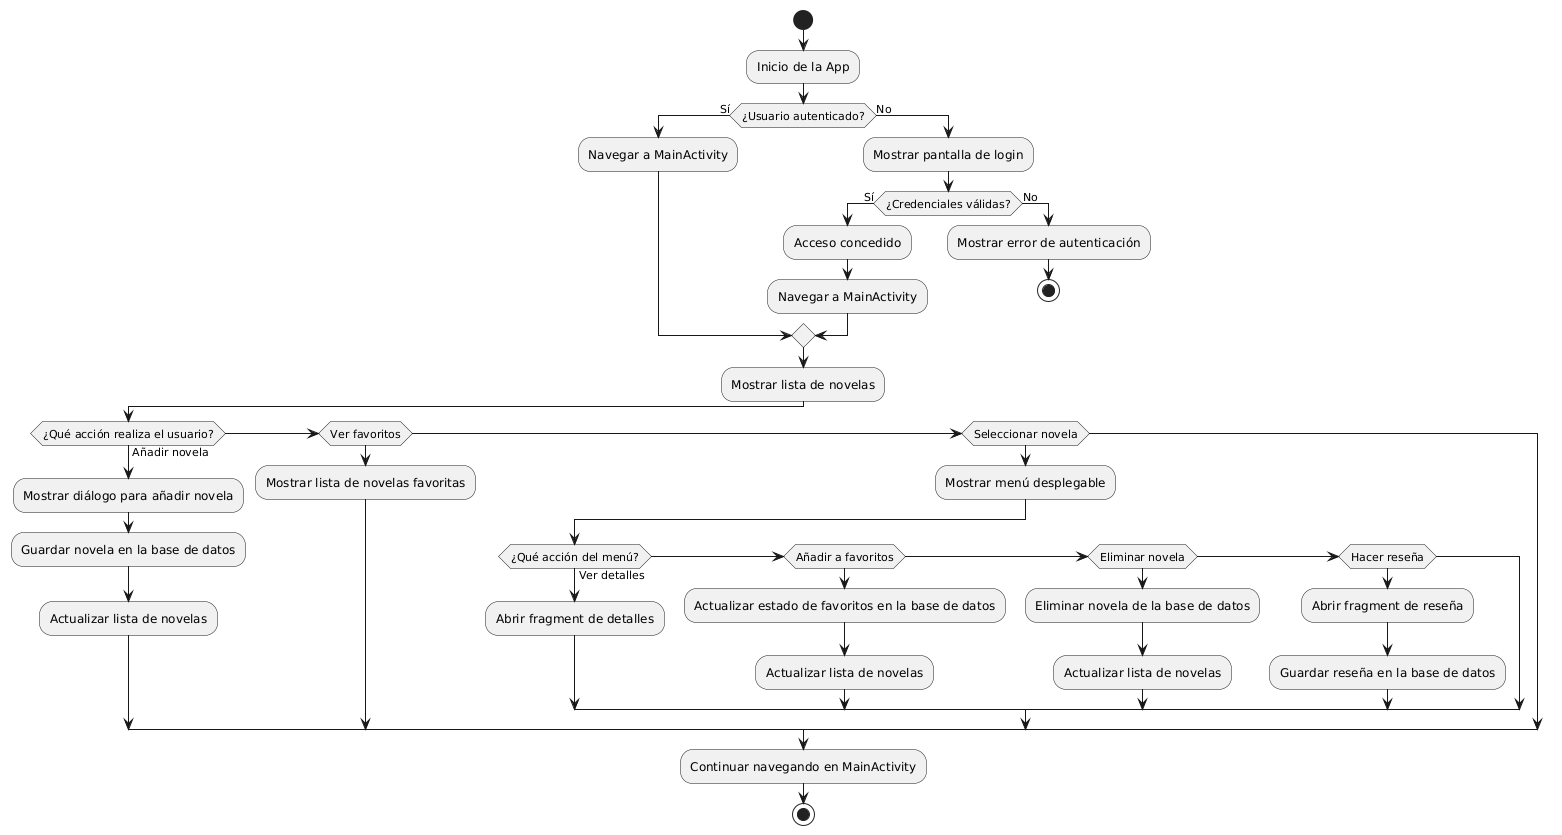 Inicio de la App
¿Usuario autenticado?
Sí
No
Navegar a MainActivity
Mostrar pantalla de login
¿Credenciales válidas?
Sí
No
Acceso concedido
Mostrar error de autenticación
Navegar a MainActivity
Mostrar lista de novelas
¿Qué acción realiza el usuario?
Añadir novela
Ver favoritos
Seleccionar novela
Mostrar diálogo para añadir novela
Guardar novela en la base de datos
Actualizar lista de novelas
Mostrar lista de novelas favoritas
Mostrar menú desplegable
¿Qué acción del menú?
Ver detalles
Añadir a favoritos
Eliminar novela
Hacer reseña
Abrir fragment de detalles
Actualizar estado de favoritos en la base de datos
Actualizar lista de novelas
Eliminar novela de la base de datos
Actualizar lista de novelas
Abrir fragment de reseña
Guardar reseña en la base de datos
Continuar navegando en MainActivity